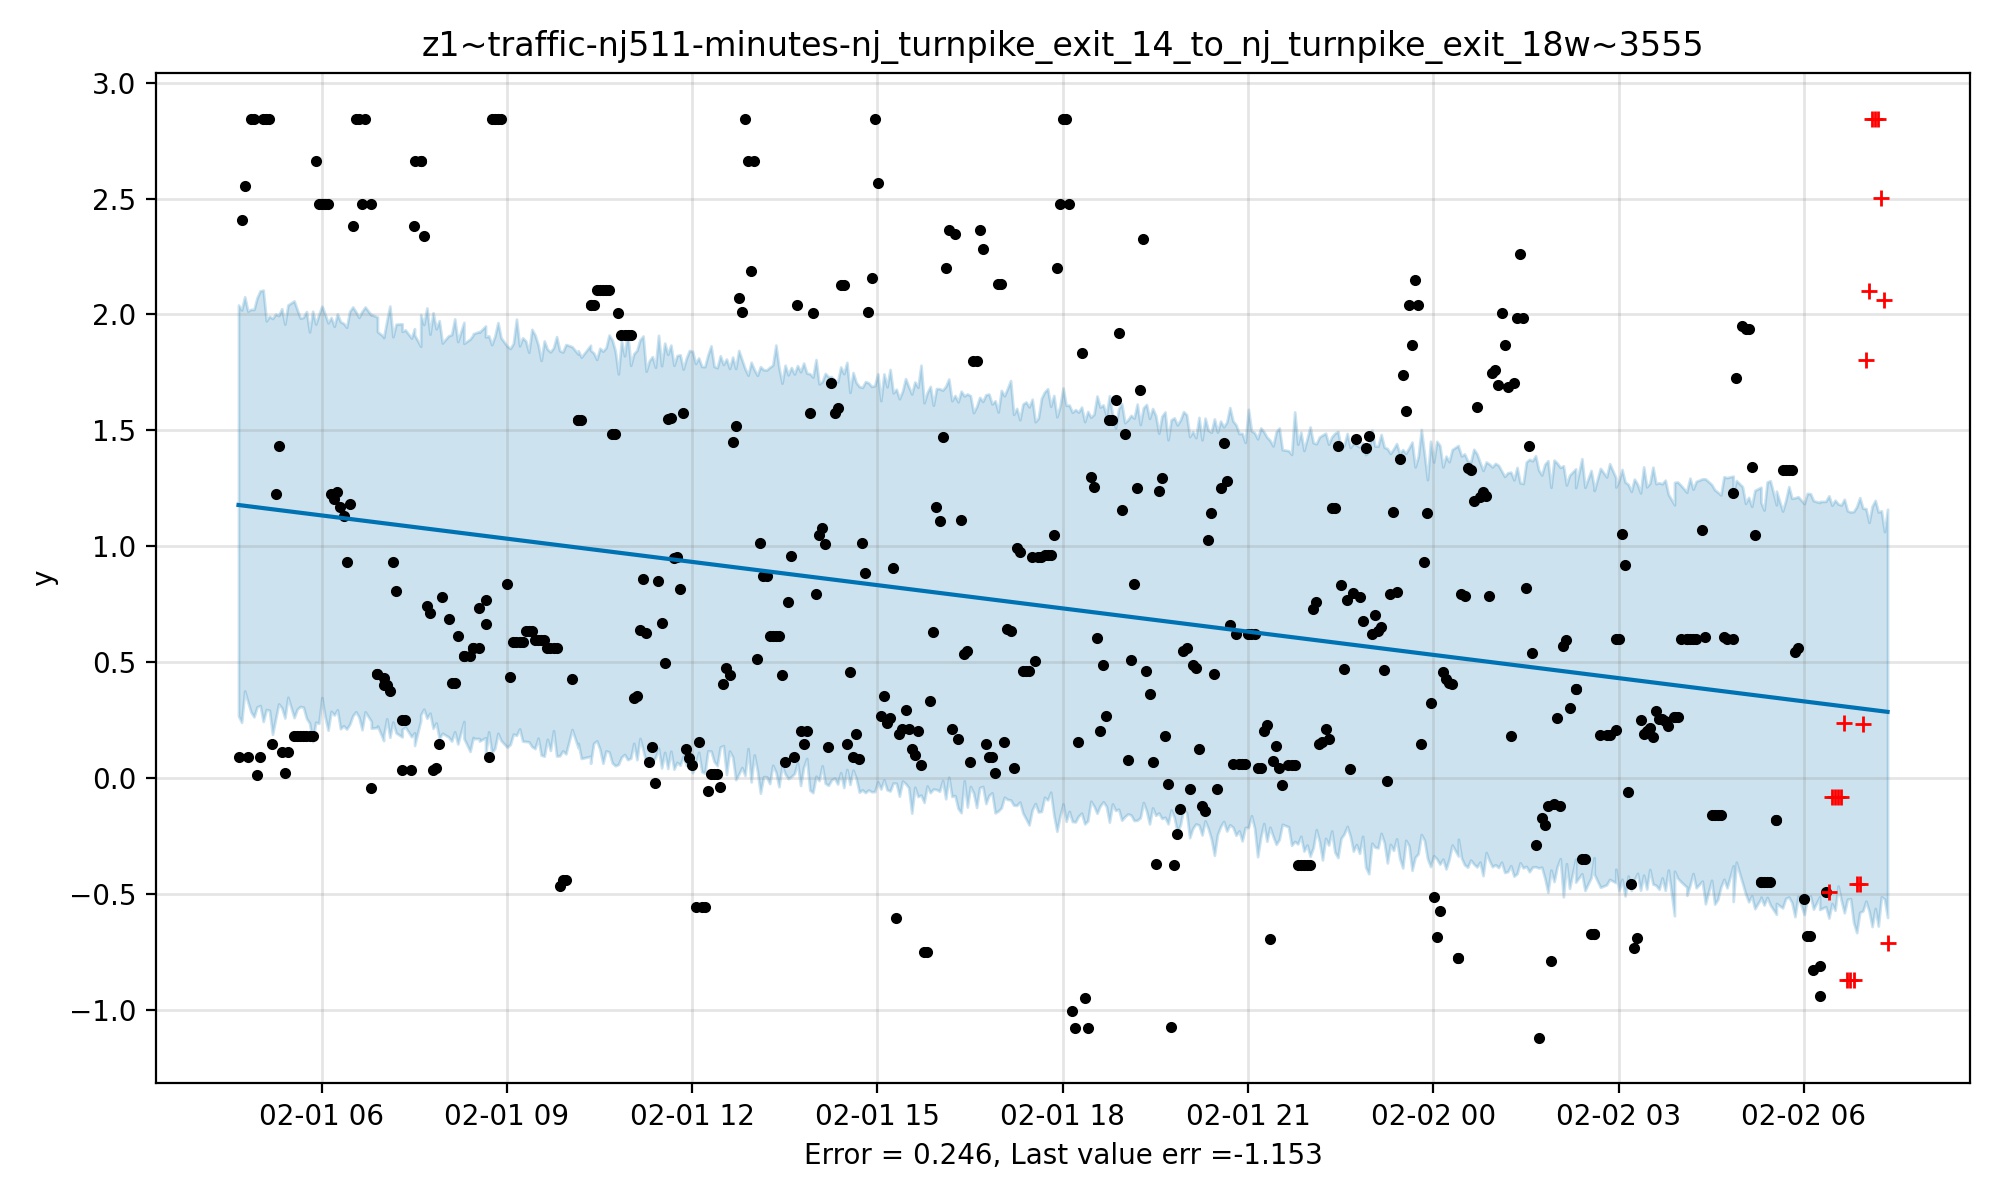 z1~traffic-nj511-minutes-nj_turnpike_exit_14_to_nj_turnpike_exit_18w~3555
3.0
2.5
2.0
1.5
1.0
0.5
0.0
−0.5
−1.0
y
02-01 06 02-01 09 02-01 12 02-01 15 02-01 18 02-01 21 02-02 00 02-02 03 02-02 06
Error = 0.246, Last value err =-1.153